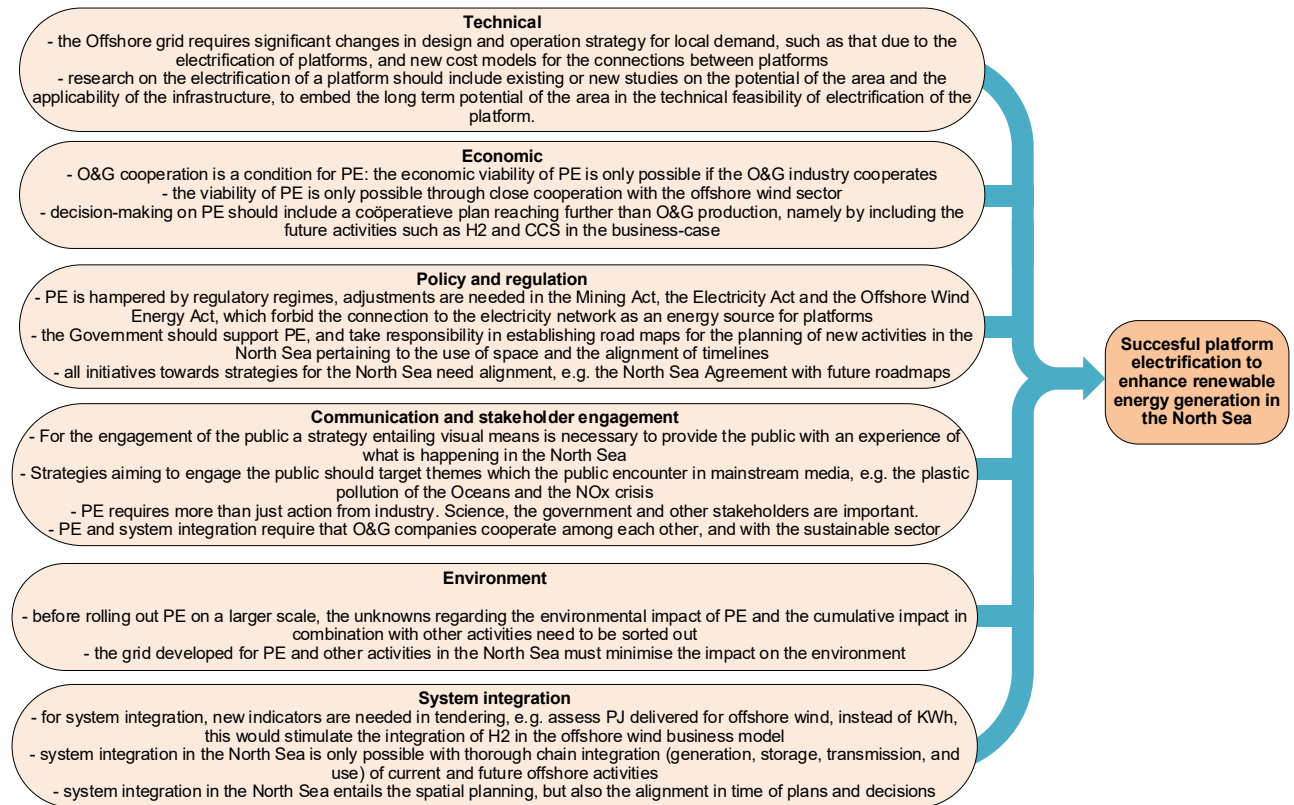 Technical
- the Offshore grid requires significant changes in design and operation strategy for local demand, such as that due to the
electrification of platforms, and new cost models for the connections between platforms
- research on the electrification of a platform should include existing or new studies on the potential of the area and the
applicability of the infrastructure, to embed the long term potential of the area in the technical feasibility of electrification of the
platform.
Economic
- O&G cooperation is a condition for PE: the economic viability of PE is only possible if the O&G industry cooperates
- the viability of PE is only possible through close cooperation with the offshore wind sector
- decision-making on PE should include a coöperatieve plan reaching further than O&G production, namely by including the
future activities such as H2 and CCS in the business-case
Policy and regulation
- PE is hampered by regulatory regimes, adjustments are needed in the Mining Act, the Electricity Act and the Offshore Wind
Energy Act, which forbid the connection to the electricity network as an energy source for platforms
- the Government should support PE, and take responsibility in establishing road maps for the planning of new activities in the
North Sea pertaining to the use of space and the alignment of timelines
- all initiatives towards strategies for the North Sea need alignment, e.g. the North Sea Agreement with future roadmaps
Communication and stakeholder engagement
- For the engagement of the public a strategy entailing visual means is necessary to provide the public with an experience of
what is happening in the North Sea
- Strategies aiming to engage the public should target themes which the public encounter in mainstream media, e.g. the plastic
pollution of the Oceans and the NOx crisis
- PE requires more than just action from industry. Science, the government and other stakeholders are important.
- PE and system integration require that O&G companies cooperate among each other, and with the sustainable sector
Environment
- before rolling out PE on a larger scale, the unknowns regarding the environmental impact of PE and the cumulative impact in
combination with other activities need to be sorted out
- the grid developed for PE and other activities in the North Sea must minimise the impact on the environment
System integration
- for system integration, new indicators are needed in tendering, e.g. assess PJ delivered for offshore wind, instead of KWh,
this would stimulate the integration of H2 in the offshore wind business model
- system integration in the North Sea is only possible with thorough chain integration (generation, storage, transmission, and
use) of current and future offshore activities
- system integration in the North Sea entails the spatial planning, but also the alignment in time of plans and decisions
Succesful platform
electrification to
enhance renewable
energy generation in
the North Sea